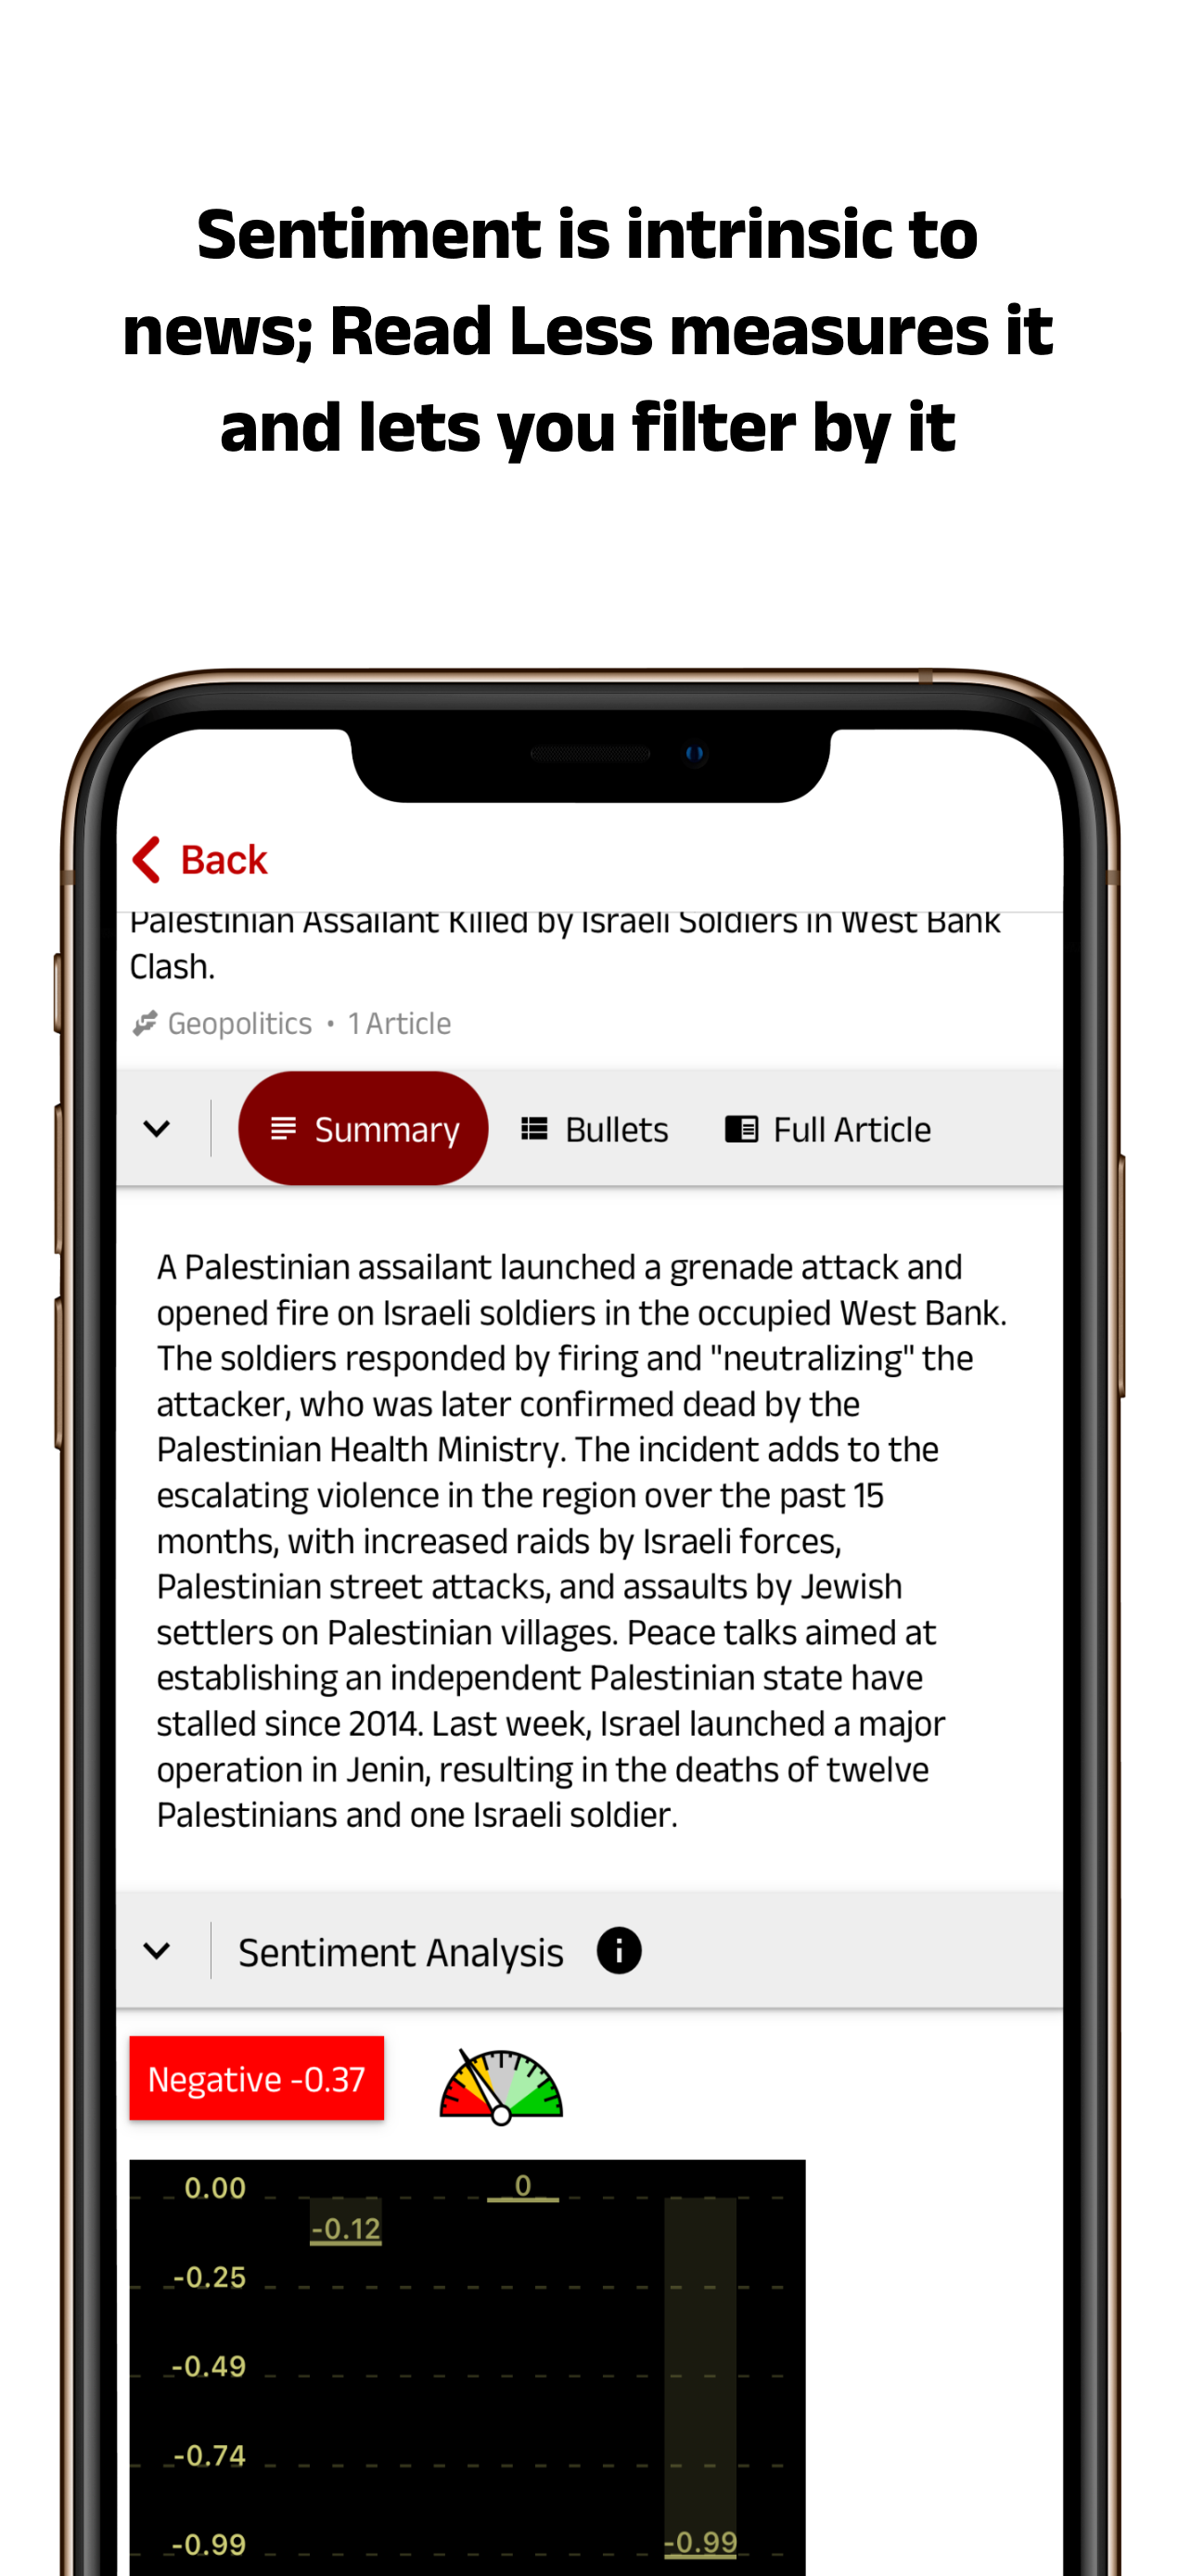 Sentiment is intrinsic to
news; Read Less measures it
and lets you filter by it
Back
Palestinian Assailant Killed by Israeli Soldiers in West Bank
Clash.
Geopolitics • 1 Article
Summary Bullets Full Article
A Palestinian assailant launched a grenade attack and
opened fire on Israeli soldiers in the occupied West Bank.
The soldiers responded by firing and "neutralizing" the
attacker, who was later confirmed dead by the
Palestinian Health Ministry. The incident adds to the
escalating violence in the region over the past 15
months, with increased raids by Israeli forces,
Palestinian street attacks, and assaults by Jewish
settlers on Palestinian villages. Peace talks aimed at
establishing an independent Palestinian state have
stalled since 2014. Last week, Israel launched a major
operation in Jenin, resulting in the deaths of twelve
Palestinians and one Israeli soldier.
Sentiment Analysis i
Negative -0.37
0.00 0
-0.12
-0.25
-0.49
-0.74
-0.99 -0.99